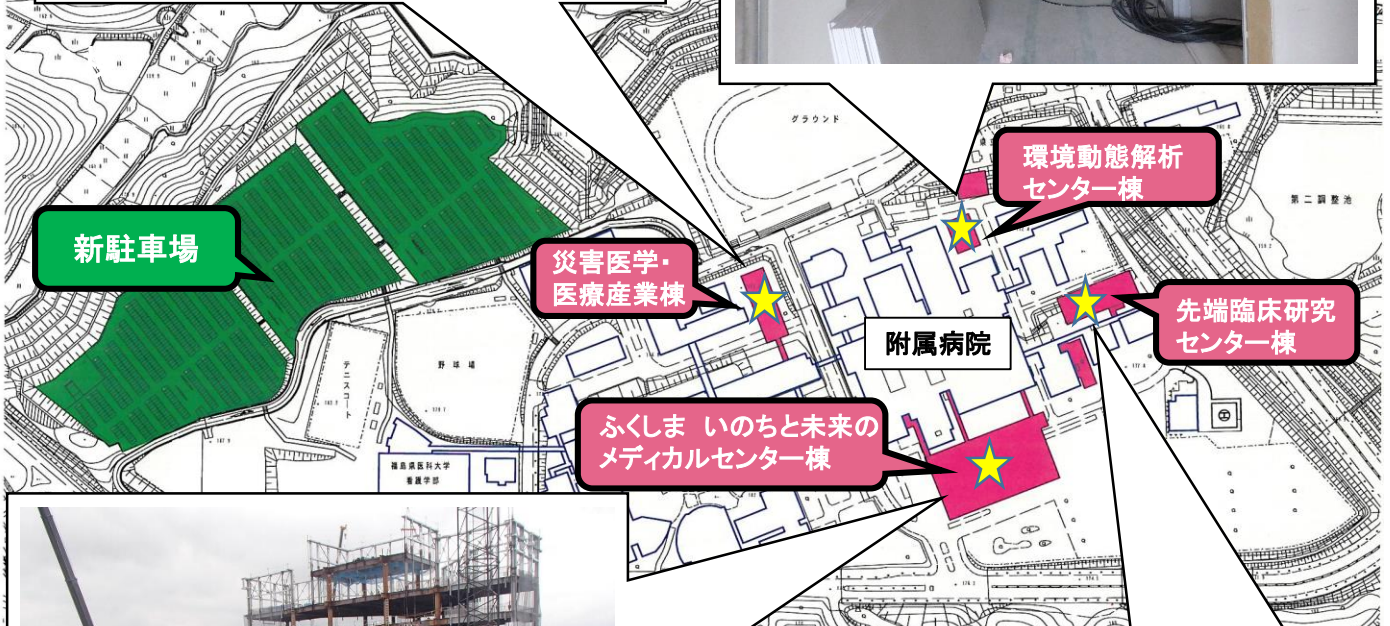 グラウンド
環境動態解析
センター棟
第二調整池
新駐車場
災害医学・
医療産業棟
先端臨床研究
センター棟
附属病院
テニスコート
野球場
ふくしま いのちと未来の
メディカルセンター棟
福島県医科大学
看護学部
H